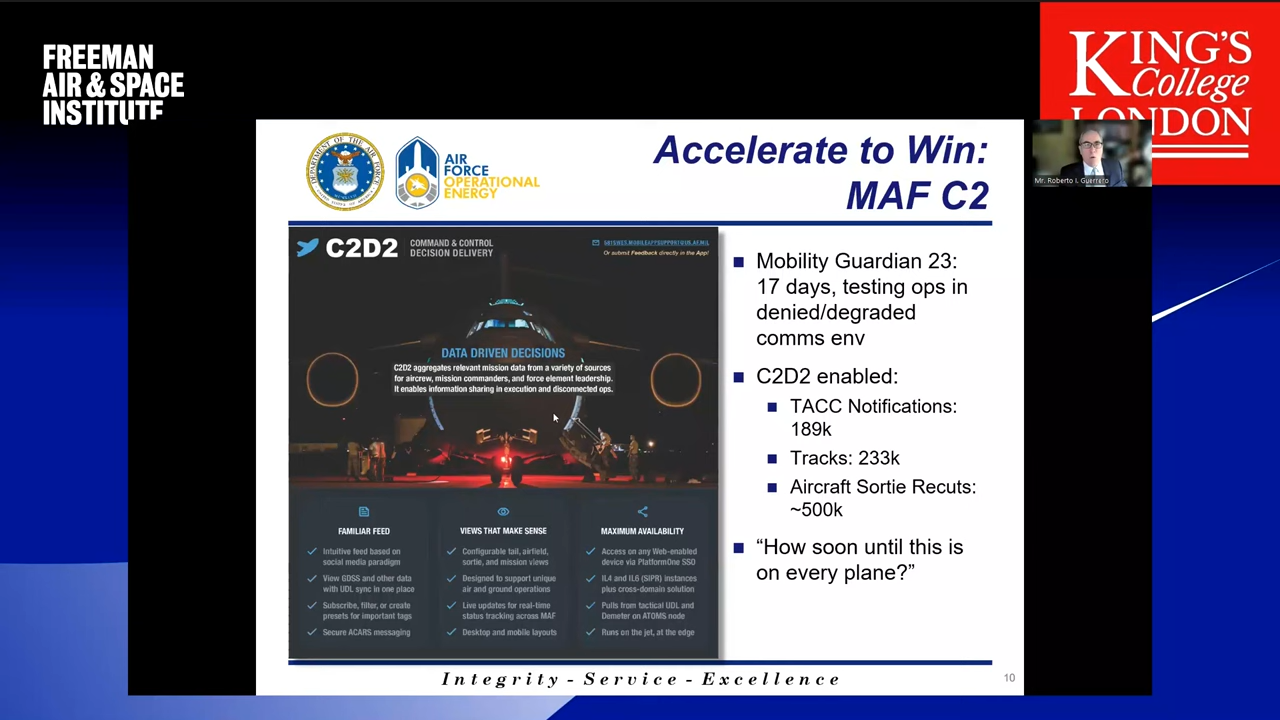 FREEMAN
AIR & SPACE
INSTITUTE
KING'S
College
LONDON
AIR
FORCE
OPERATIONAL
ENERGY
Accelerate to Win:
MAF C2
Mr. Roberto I. Guerrero
C2D2 COMMAND & CONTROL
DECISION DELIVERY
Or submit Feedback directly in the App!
DATA DRIVEN DECISIONS
C2D2 aggregates relevant mission data from a variety of sources
for aircrew, mission commanders, and force element leadership.
It enables information sharing in execution and disconnected ops.
FAMILIAR FEED
Intuitive feed based on
social media paradigm
View GDSS and other data
with UDL sync in one place
Subscribe, filter, or create
presets for important tags
Secure ACARS messaging
VIEWS THAT MAKE SENSE
Configurable tail, airfield,
sortie, and mission views
Designed to support unique
air and ground operations
Live updates for real-time
status tracking across MAF
Desktop and mobile layouts
MAXIMUM AVAILABILITY
Access on any Web-enabled
device via PlatformOne SSO
IL4 and IL6 (SIPR) instances
plus cross-domain solution
Pulls from tactical UDL and
Demeter on ATOMS node
Runs on the jet, at the edge
Mobility Guardian 23:
17 days, testing ops in
denied/degraded
comms env
C2D2 enabled:
TACC Notifications:
189k
Tracks: 233k
Aircraft Sortie Recuts:
~500k
“How soon until this is
on every plane?”
Integrity - Service - Excellence
10